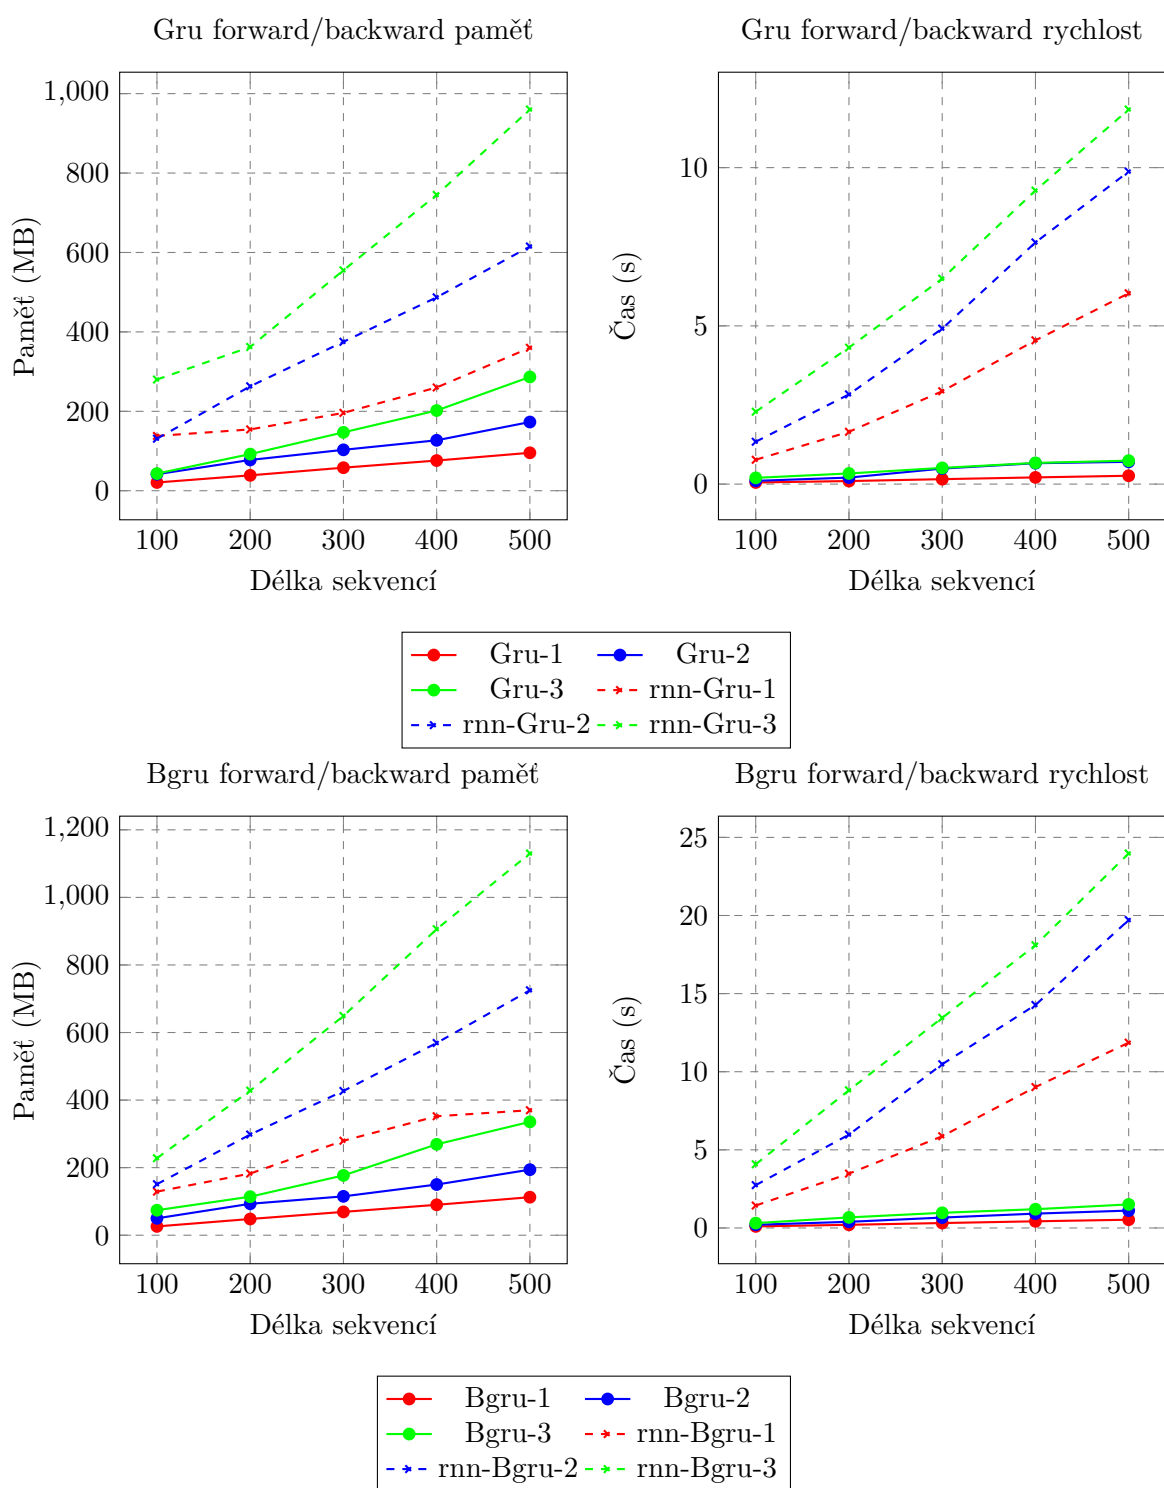 Gru forward/backward paměť
Gru forward/backward rychlost
1,000
800
600
400
200
0
Paměť (MB)
100 200 300 400 500
Délka sekvencí
10
5
0
Čas (s)
100 200 300 400 500
Délka sekvencí
Gru-1 Gru-2
Gru-3 rnn-Gru-1
rnn-Gru-2 rnn-Gru-3
Bgru forward/backward paměť
Bgru forward/backward rychlost
1,200
1,000
800
600
400
200
0
Paměť (MB)
100 200 300 400 500
Délka sekvencí
25
20
15
10
5
0
Čas (s)
100 200 300 400 500
Délka sekvencí
Bgru-1 Bgru-2
Bgru-3 rnn-Bgru-1
rnn-Bgru-2 rnn-Bgru-3